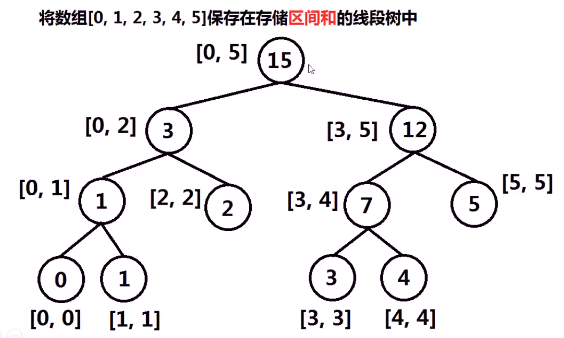 将数组[0, 1, 2, 3, 4, 5]保存在存储区间和的线段树中
[0, 5] 15
[0, 2] 3 [3, 5] 12
[0, 1] 1 [2, 2] 2 [3, 4] 7 5 [5, 5]
0 1 3 4
[0, 0] [1, 1] [3, 3] [4, 4]